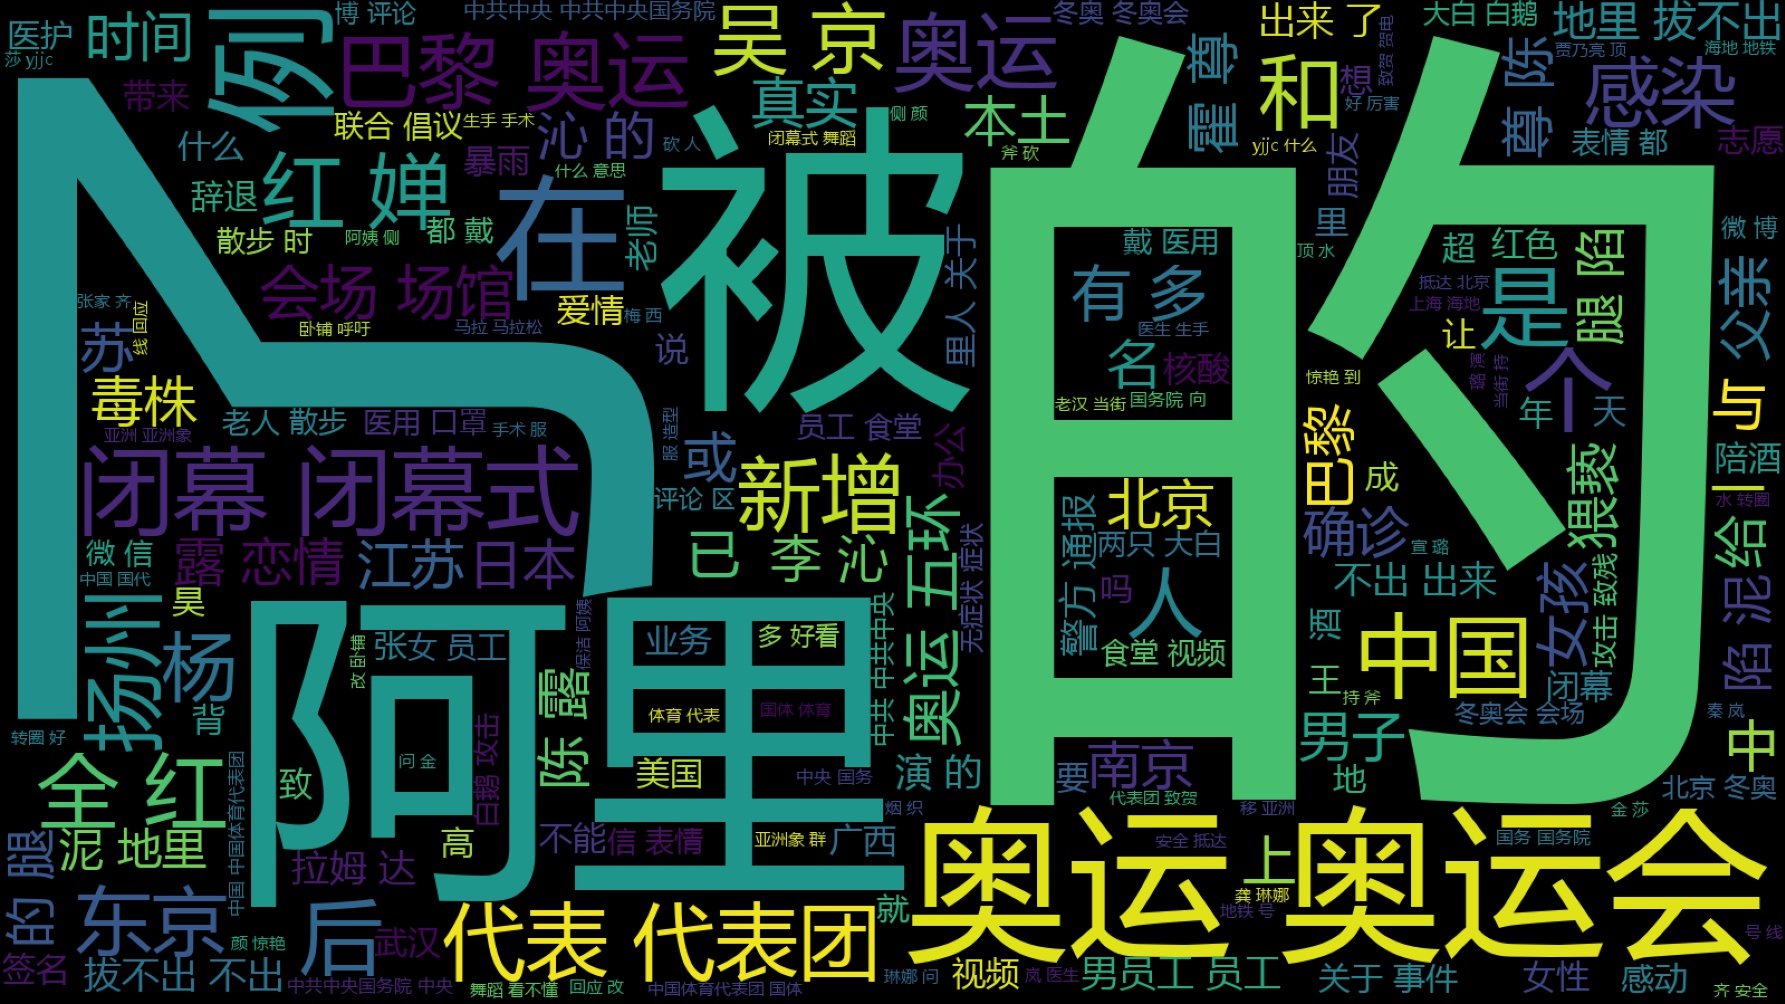 医护 时间 例 博 评论 中共中央 中共中央国务院 吴 京 奥运 冬奥 冬奥会 出来 了 大白 白鹅 地里 拔不出
莎 yjjc 带来 巴黎 奥运 真实 侧 颜 本土 霍 尊 和 想 致贺 贺电 好 厉害 尊 陈 贾乃亮 顶 海地 地铁 感染
什么 联合 倡议 生手 手术 沁 的 砍 人 闭幕式 舞蹈 斧 砍 yjjc 什么 朋友 表情 都 志愿
辞退 红 婵 暴雨 什么 意思 被 的
散步 时 阿姨 侧 都 戴 在 老师 里人 关于 戴 医用 里 顶 水 超 红色 腿 陷 微 博
会场 场馆 爱情 梅 西 有 多 抵达 北京 上海 海地 是 父亲
张家 齐 线 回应 苏 卧铺 呼吁 马拉 马拉松 说 医生 生手 让
毒株 名 核酸 惊艳 到 璐 演 当街 持 个 年 天 与
亚洲 亚洲象 老人 散步 医用 口罩 手术 服 服 造型 或 员工 食堂 办么 老汉 当街 国务院 向 巴黎 成 猥亵 陪酒
闭幕 闭幕式 评论 区 新增 北京 确诊 宣 璐 水 转圈
微 信 露 恋情 江苏 日本 已 李 沁 奥运 五环 无症状 症状 警方 通报 两只 大白 吗 人 不出 出来 女孩 攻击 致残 给
中国 国代 昊 扬州 杨 改 卧铺 张女 员工 保洁 阿姨 业务 多 好看 中共 中共中央 食堂 视频 酒 中国 陷 泥
背 阿里 陈 露 体育 代表 国体 体育 王 持 斧 闭幕 冬奥会 会场 秦 岚
转圈 好 问 金 白鹅 攻击 美国 中央 国务 演 的 要 南京 男子 地 中
全 红 致 中国 中国体育代表团 烟 织 代表团 致贺 移 亚洲 北京 冬奥 金 莎
的 腿 泥 地里 拉姆 达 高 不能 信 表情 亚洲象 群 广西 奥运 奥运会 安全 抵达 上 国务 国务院
东京 后 就 龚 琳娜 地铁 号
颜 惊艳 武汉 代表 代表团 号 线
签名 拔不出 不出 中共中央国务院 中央 舞蹈 看不懂 回应 改 中国体育代表团 国体 琳娜 问 视频 岚 医生 男员工 员工 关于 事件 女性 感动 齐 安全